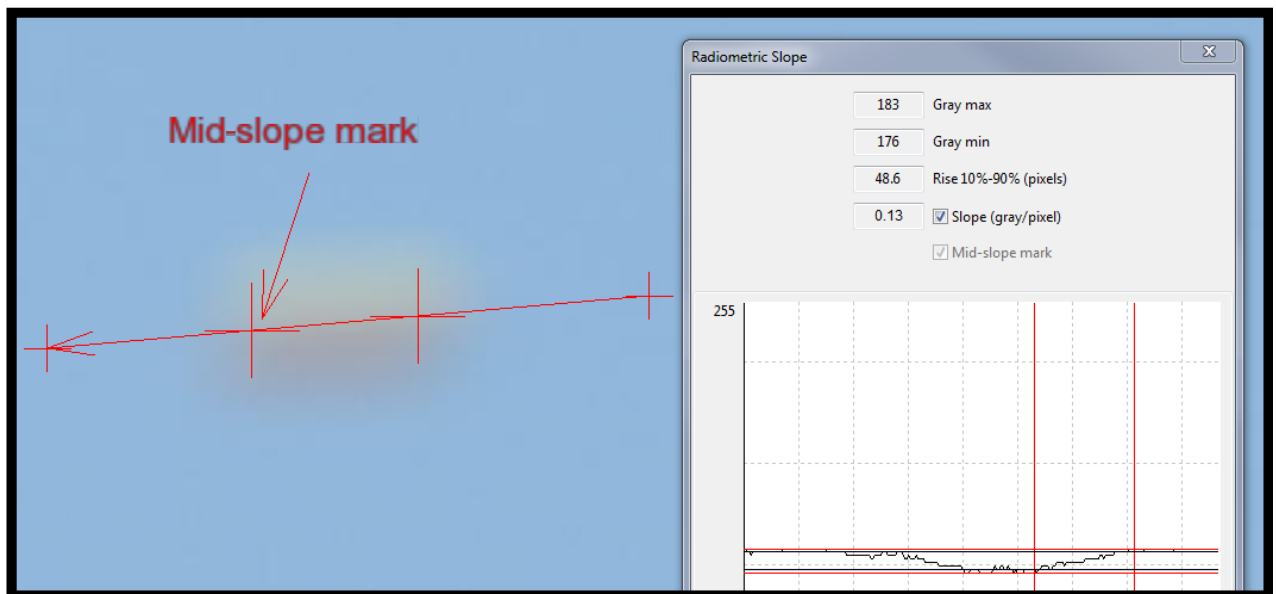 Mid-slope mark
Radiometric Slope
183 Gray max
176 Gray min
48.6 Rise 10%-90% (pixels)
0.13 Slope (gray/pixel)
Mid-slope mark
255